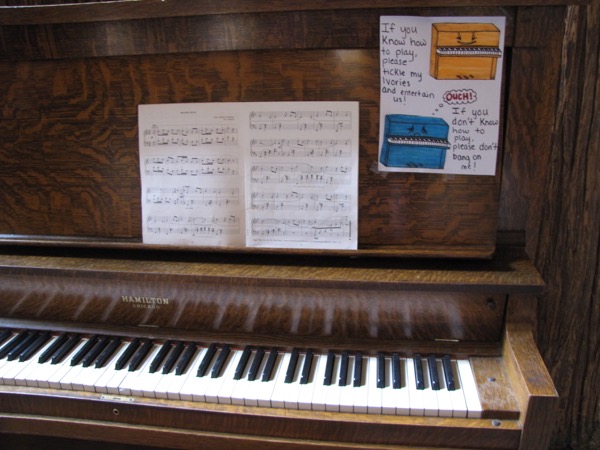 If you
know how
to play,
please
tickle my
Ivories
and entertain
us!
OUCH!
If you
don't know
how to
play,
please don't
bang on
me!
HAMILTON
CHICAGO